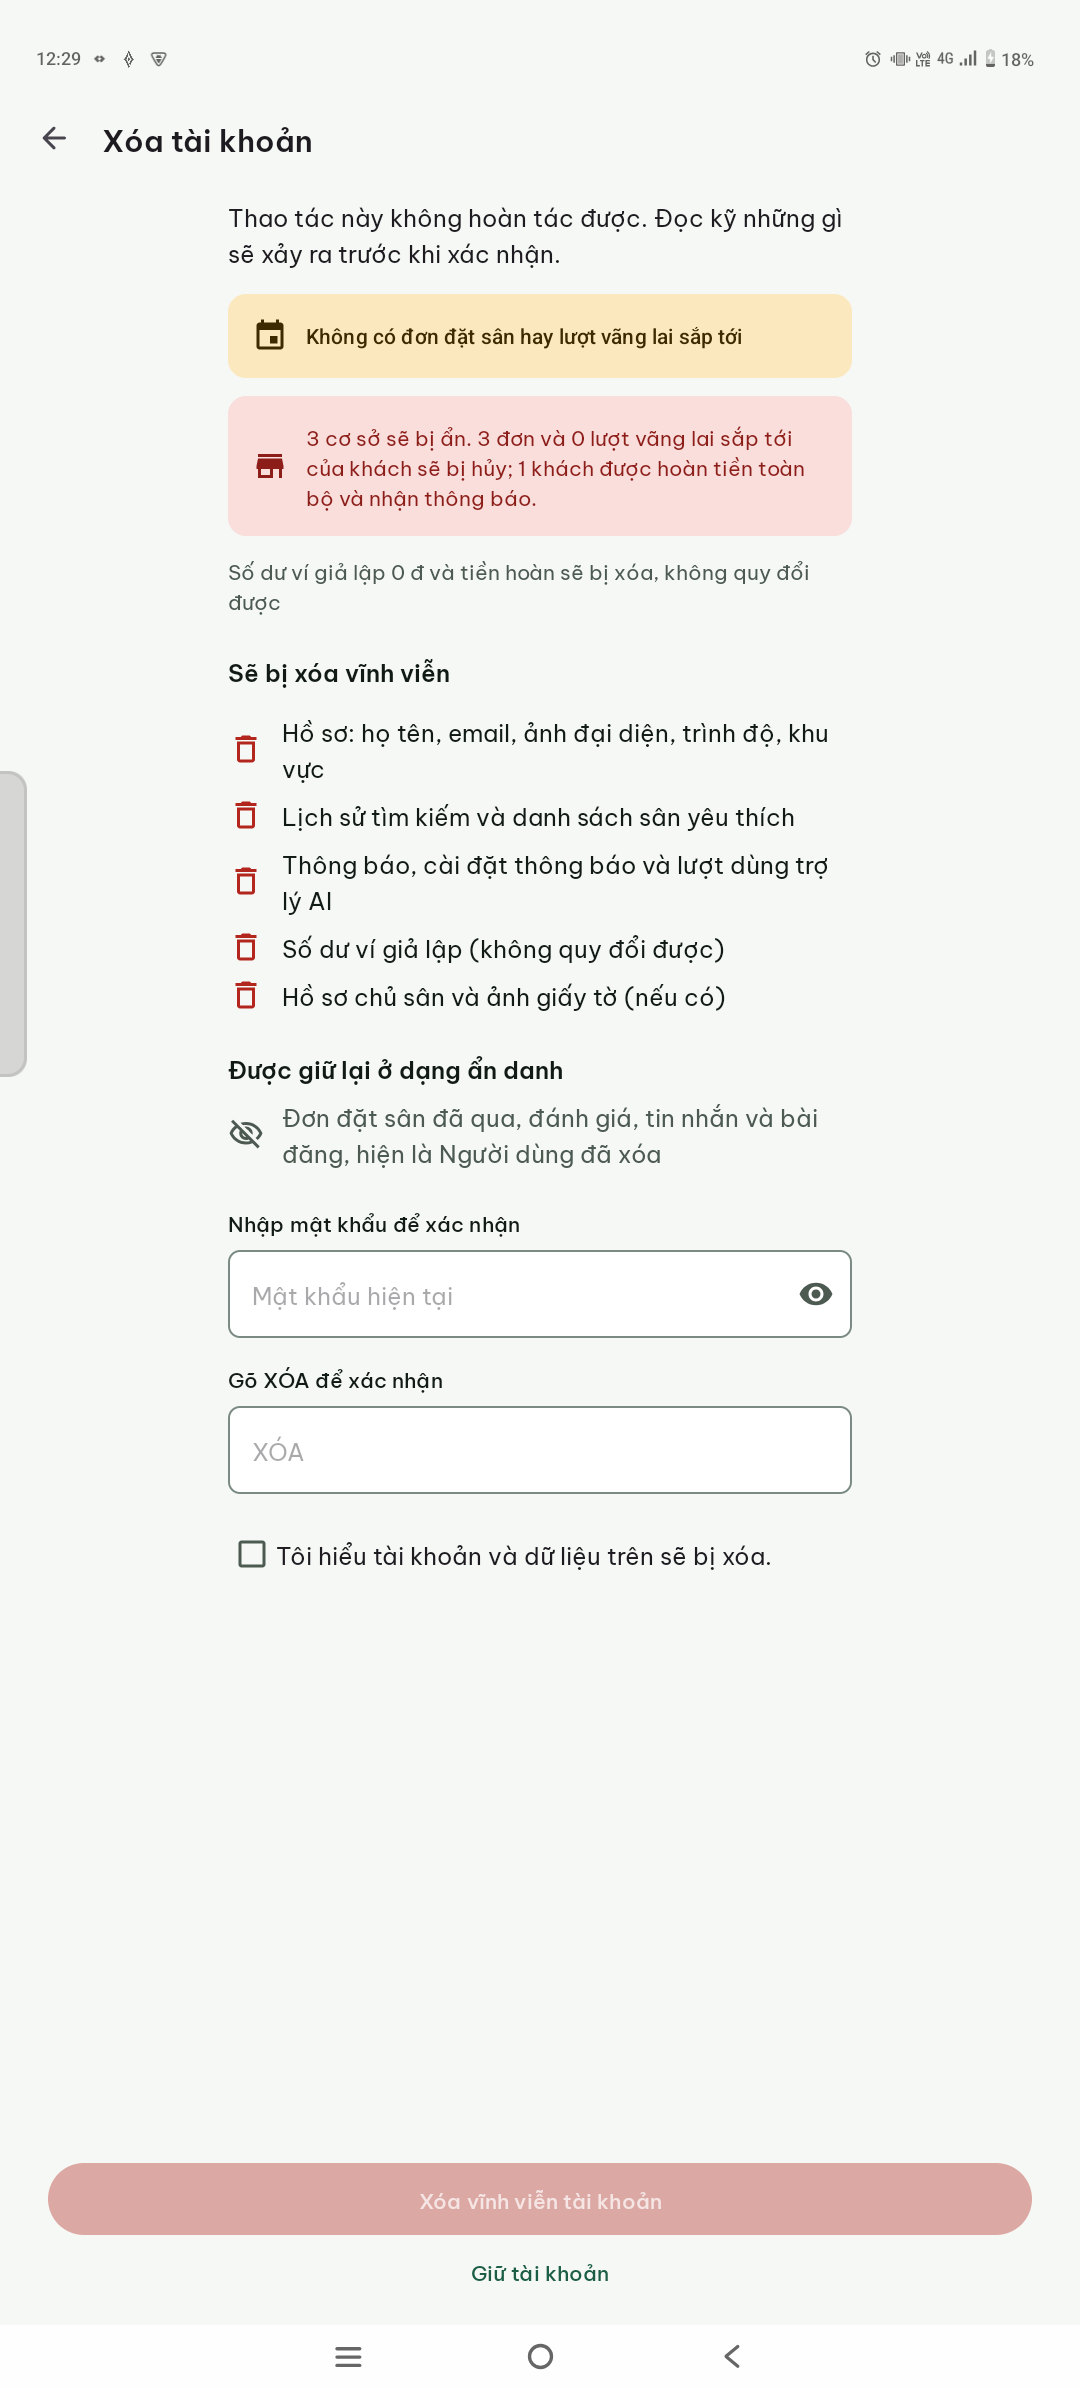 12:29
4G
18%
Xóa tài khoản
Thao tác này không hoàn tác được. Đọc kỹ những gì
sẽ xảy ra trước khi xác nhận.
Không có đơn đặt sân hay lượt vãng lai sắp tới
3 cơ sở sẽ bị ẩn. 3 đơn và 0 lượt vãng lai sắp tới
của khách sẽ bị hủy; 1 khách được hoàn tiền toàn
bộ và nhận thông báo.
Số dư ví giả lập 0 đ và tiền hoàn sẽ bị xóa, không quy đổi
được
Sẽ bị xóa vĩnh viễn
Hồ sơ: họ tên, email, ảnh đại diện, trình độ, khu
vực
Lịch sử tìm kiếm và danh sách sân yêu thích
Thông báo, cài đặt thông báo và lượt dùng trợ
lý AI
Số dư ví giả lập (không quy đổi được)
Hồ sơ chủ sân và ảnh giấy tờ (nếu có)
Được giữ lại ở dạng ẩn danh
Đơn đặt sân đã qua, đánh giá, tin nhắn và bài
đăng, hiện là Người dùng đã xóa
Nhập mật khẩu để xác nhận
Mật khẩu hiện tại
Gõ XÓA để xác nhận
XÓA
Tôi hiểu tài khoản và dữ liệu trên sẽ bị xóa.
Xóa vĩnh viễn tài khoản
Giữ tài khoản